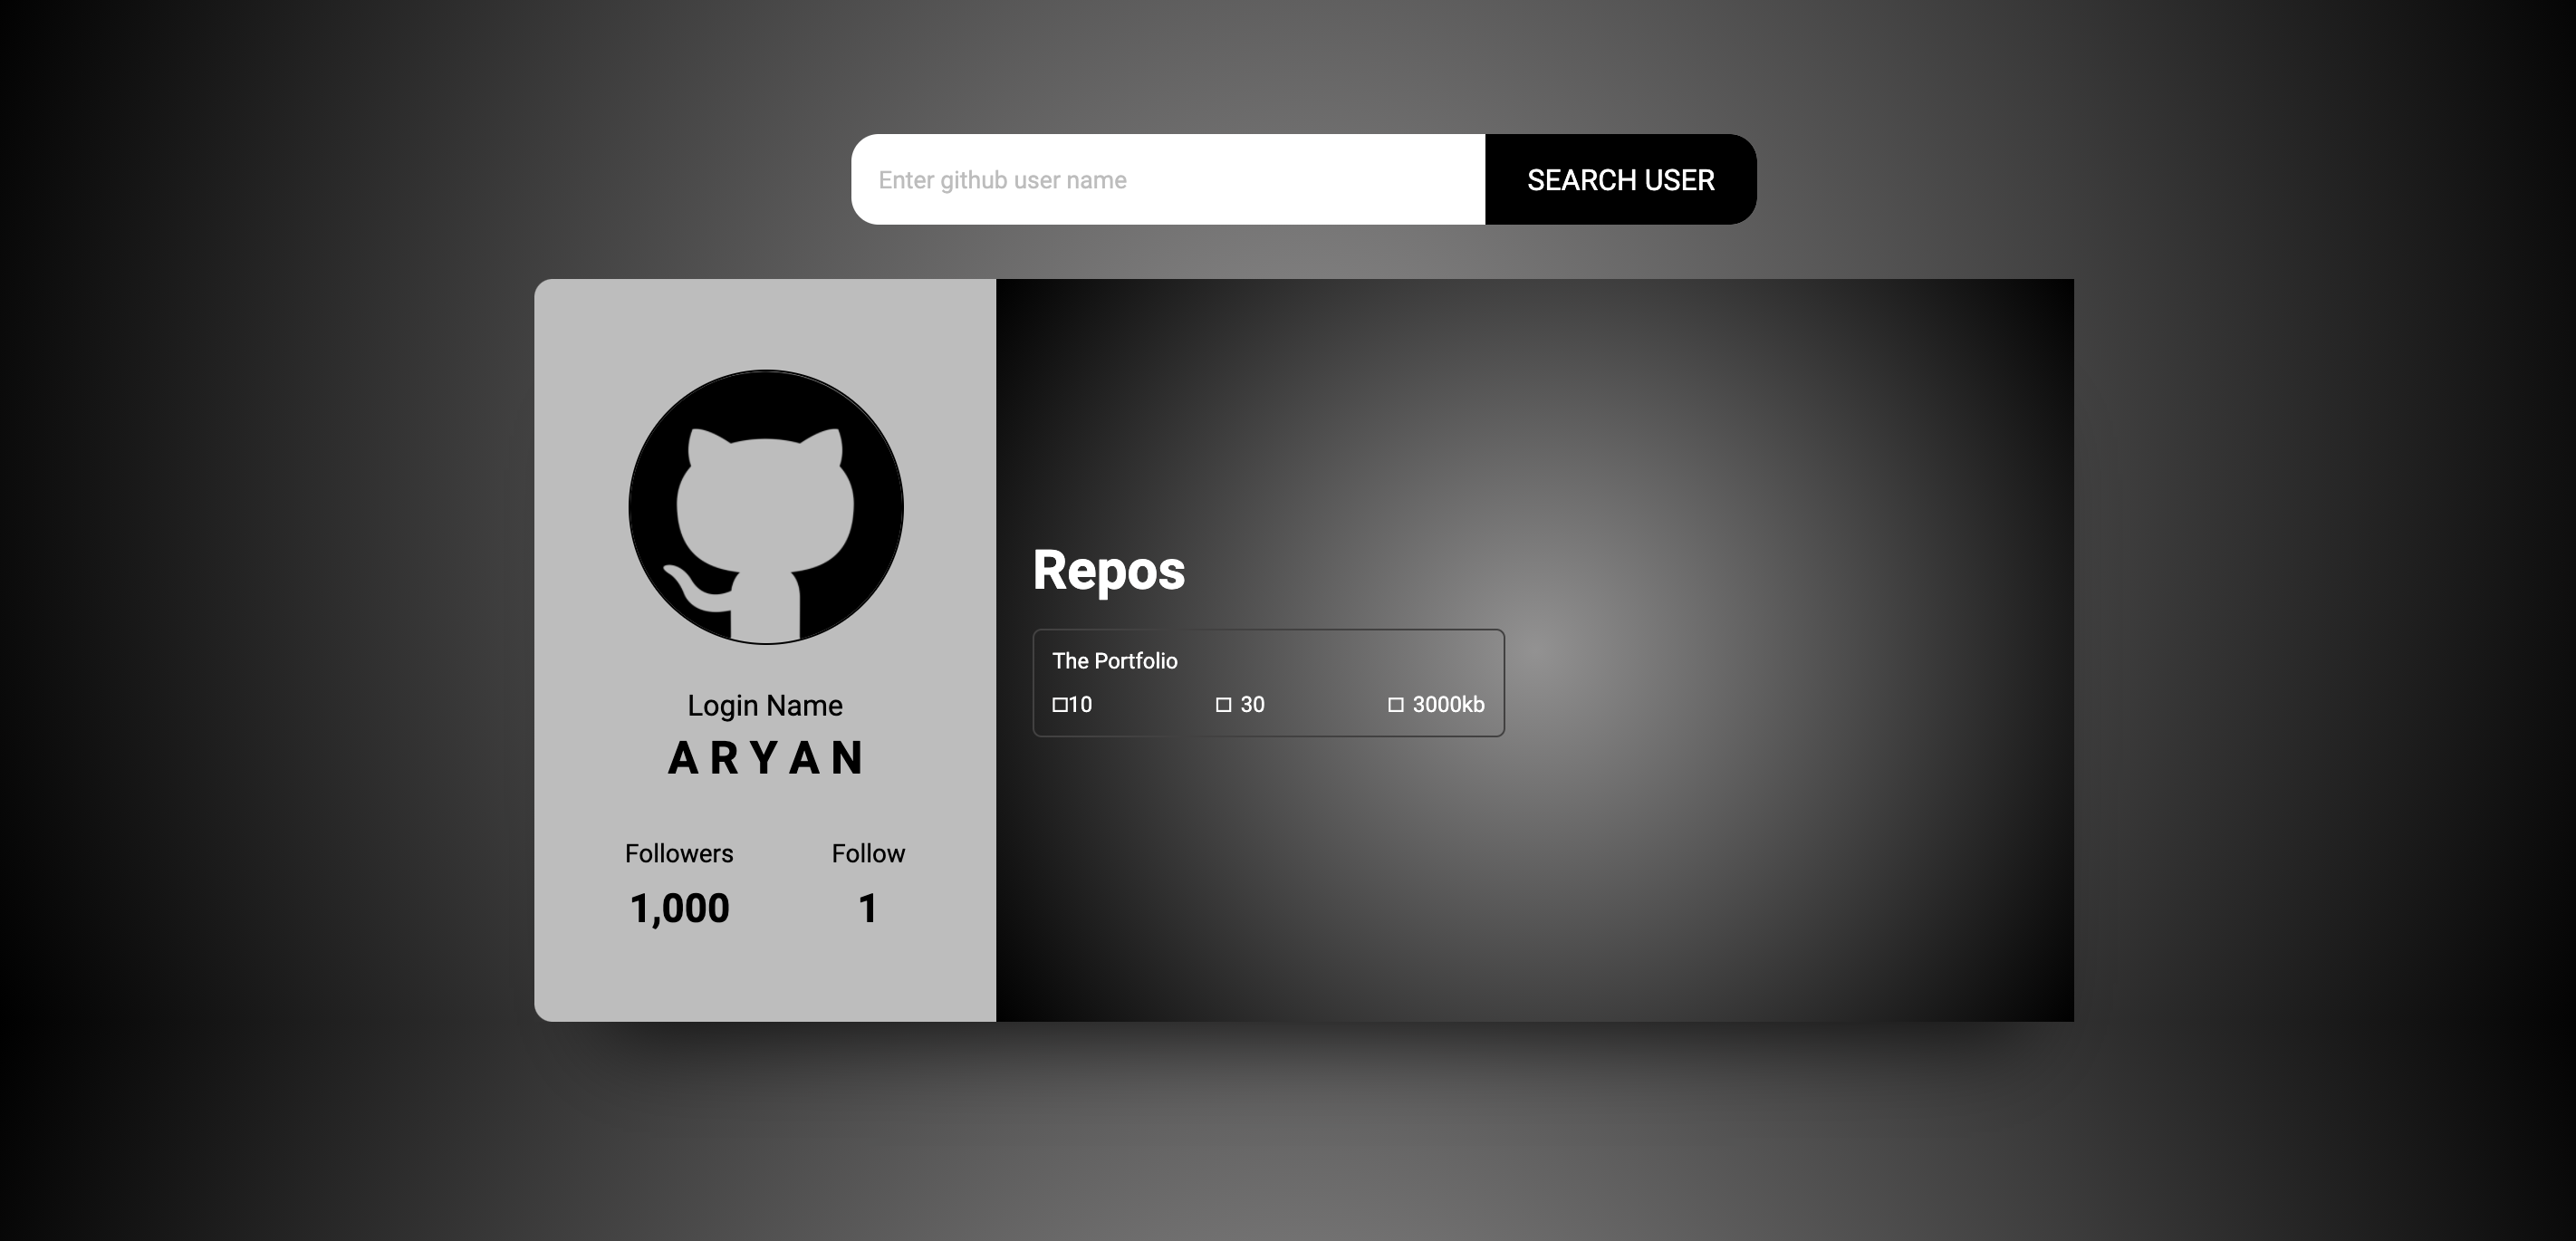 Enter github user name
SEARCH USER
Login Name
ARYAN
Followers
Follow
1,000
1
Repos
The Portfolio
□10 □ 30 □ 3000kb